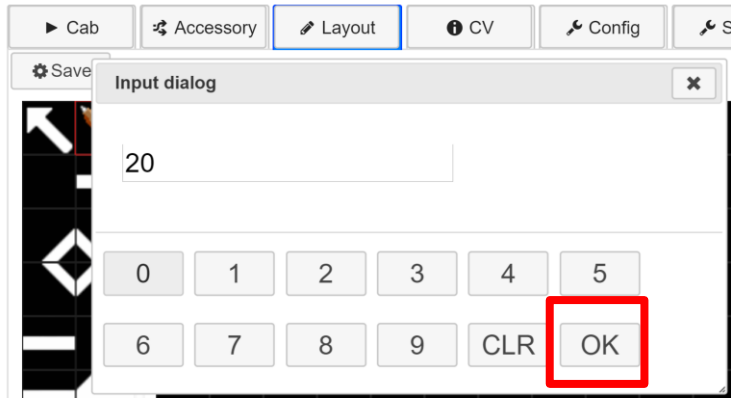 Cab Accessory Layout CV Config S
Save
Input dialog
20
0 1 2 3 4 5
6 7 8 9 CLR OK